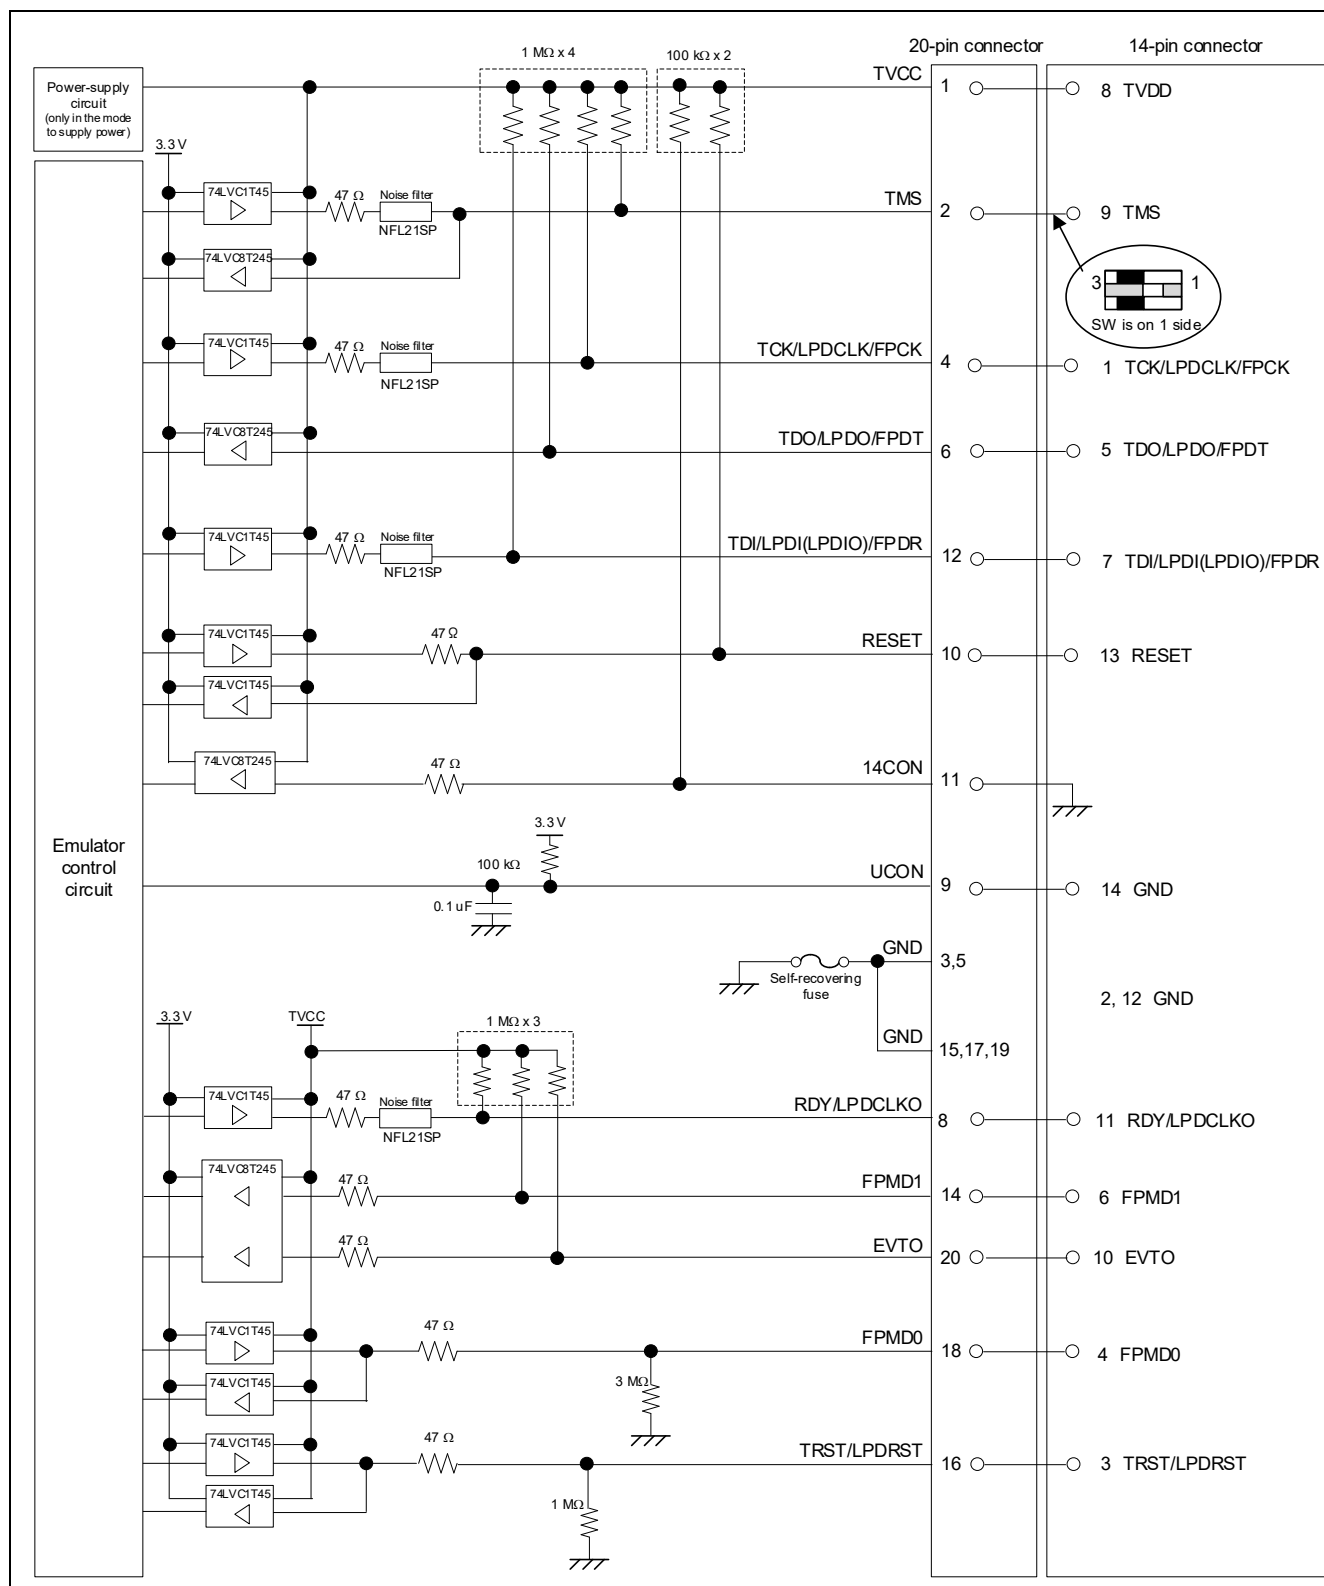 20-pin connector 14-pin connector
1 MΩ x 4 100 kΩ x 2
TVCC 1 8 TVDD
Power-supply
circuit
(only in the mode
to supply power)
3.3 V
74LVC1T45 47 Ω Noise filter
NFL21SP
TMS 2 9 TMS
74LVC8T245
3 1
SW is on 1 side
74LVC1T45 47 Ω Noise filter
NFL21SP
TCK/LPDCLK/FPCK 4 1 TCK/LPDCLK/FPCK
74LVC8T245
TDO/LPDO/FPDT 6 5 TDO/LPDO/FPDT
74LVC1T45 47 Ω Noise filter
NFL21SP
TDI/LPDI(LPDIO)/FPDR 12 7 TDI/LPDI(LPDIO)/FPDR
74LVC1T45 47 Ω
RESET 10 13 RESET
74LVC1T45
74LVC8T245 47 Ω
14CON 11
3.3 V
Emulator
control
circuit
100 kΩ
UCON 9 14 GND
0.1 uF
GND 3,5
Self-recovering
fuse
2, 12 GND
3.3 V TVCC 1 MΩ x 3
GND 15,17,19
74LVC1T45 47 Ω Noise filter
NFL21SP
RDY/LPDCLKO 8 11 RDY/LPDCLKO
74LVC8T245 47 Ω
FPMD1 14 6 FPMD1
47 Ω
EVTO 20 10 EVTO
74LVC1T45 47 Ω
FPMD0 18 4 FPMD0
74LVC1T45
3 MΩ
74LVC1T45 47 Ω
TRST/LPDRST 16 3 TRST/LPDRST
74LVC1T45
1 MΩ